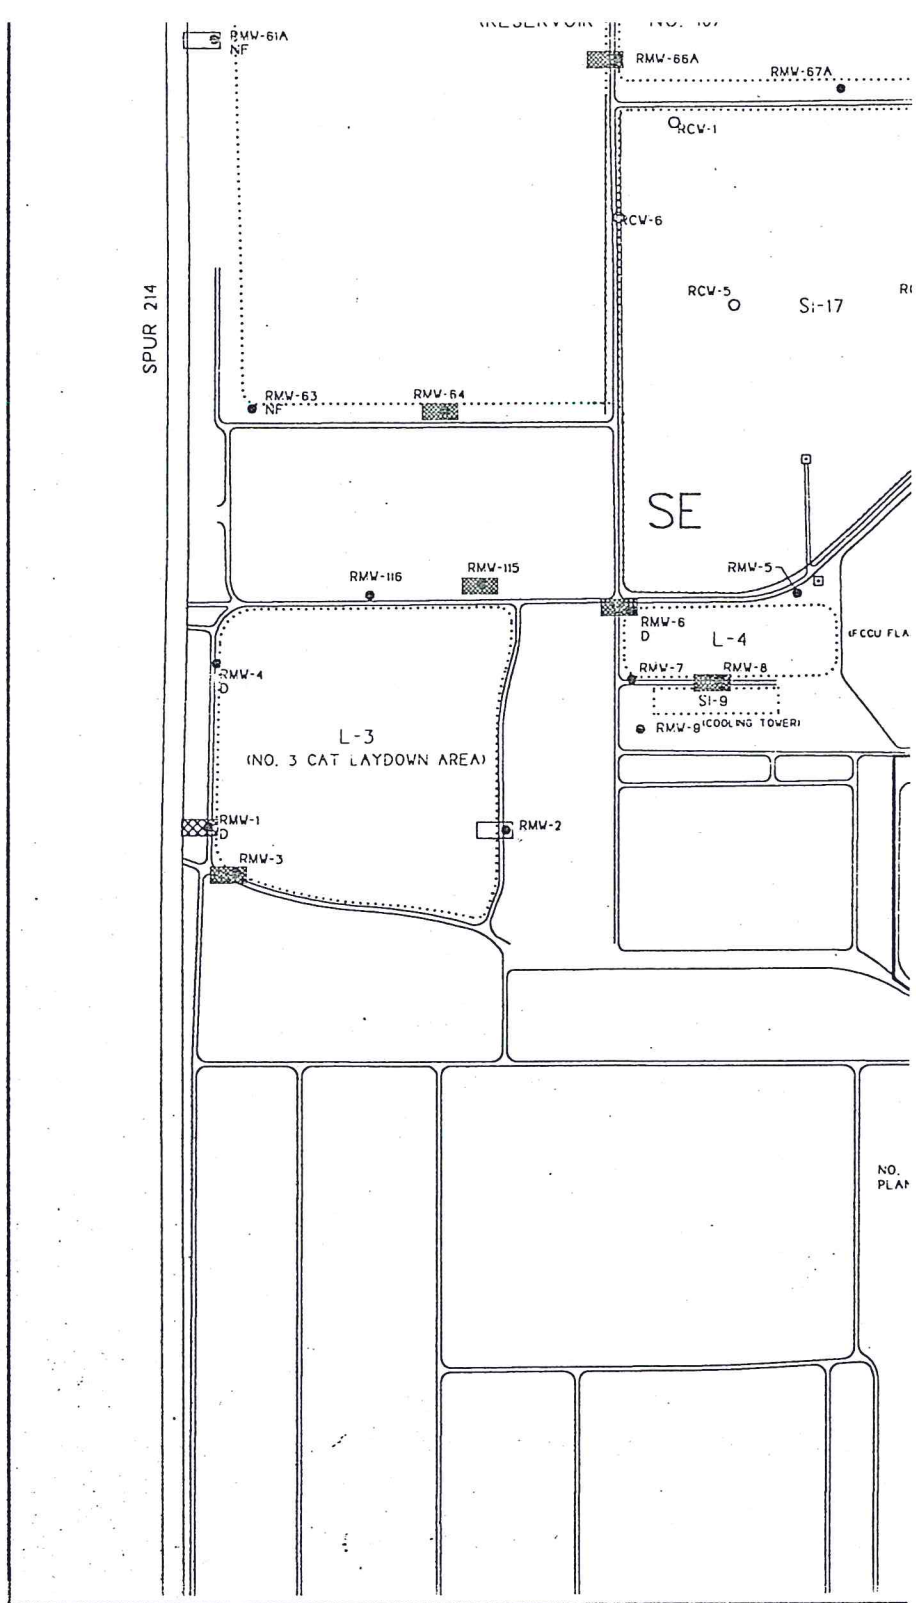 RMW-61A
NF
RMW-66A
RMW-67A
RCW-1
RCW-6
RCW-5
Si-17
SPUR 214
RMW-63
NF
RMW-64
SE
RMW-115
RMW-116
RMW-5
RMW-6
D
L-4
(FCCU FLA
RMW-4
D
RMW-7
RMW-8
SI-9
RMW-9
(COOLING TOWER)
L-3
(NO. 3 CAT LAYDOWN AREA)
RMW-1
D
RMW-2
RMW-3
NO.
PLAN